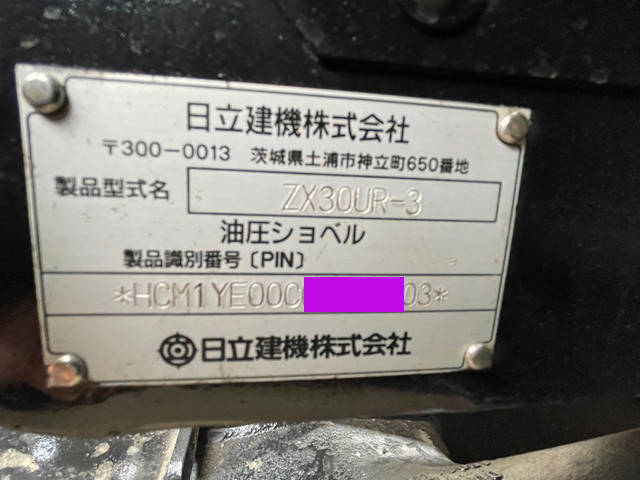 日立建機株式会社
〒300-0013 茨城県土浦市神立町650番地
製品型式名 ZX30UR-3
油圧ショベル
製品識別番号〔PIN〕
*HCM1YE00C 03*
日立建機株式会社